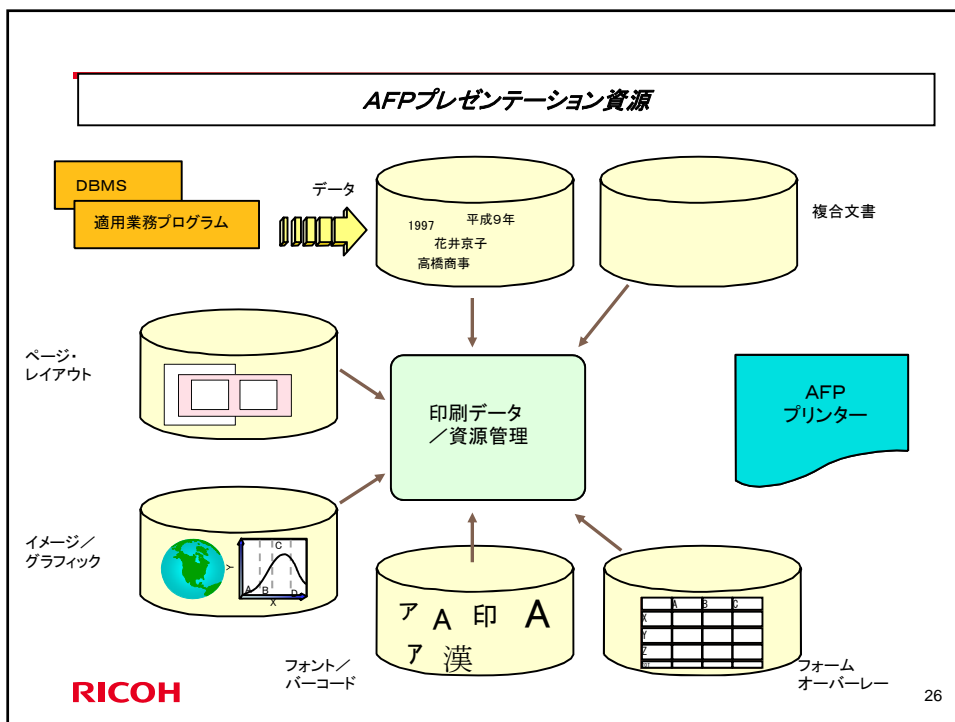 AFPプレゼンテーション資源
DBMS
適用業務プログラム
データ
1997 平成9年
花井京子
高橋商事
複合文書
ページ・
レイアウト
印刷データ
／資源管理
AFP
プリンター
イメージ／
グラフィック
C
Y
A B D
X
ア A 印 A
ア 漢
フォント／
バーコード
A B C
X
Y
Z
フォーム
オーバーレー
RICOH
26